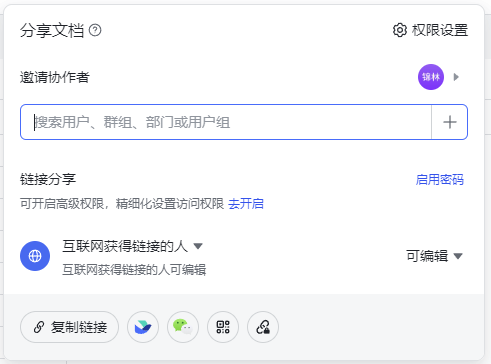 分享文档
权限设置
邀请协作者
锦林
搜索用户、群组、部门或用户组
链接分享
启用密码
可开启高级权限，精细化设置访问权限 去开启
互联网获得链接的人
可编辑
互联网获得链接的人可编辑
复制链接